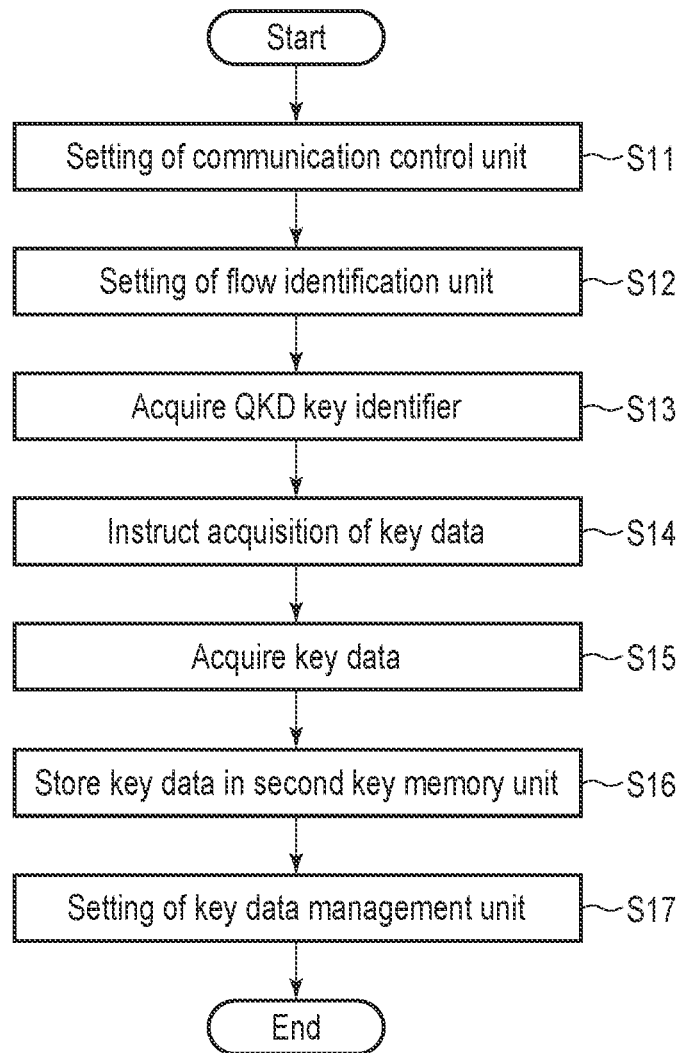 Start
Setting of communication control unit S11
Setting of flow identification unit S12
Acquire QKD key identifier S13
Instruct acquisition of key data S14
Acquire key data S15
Store key data in second key memory unit S16
Setting of key data management unit S17
End